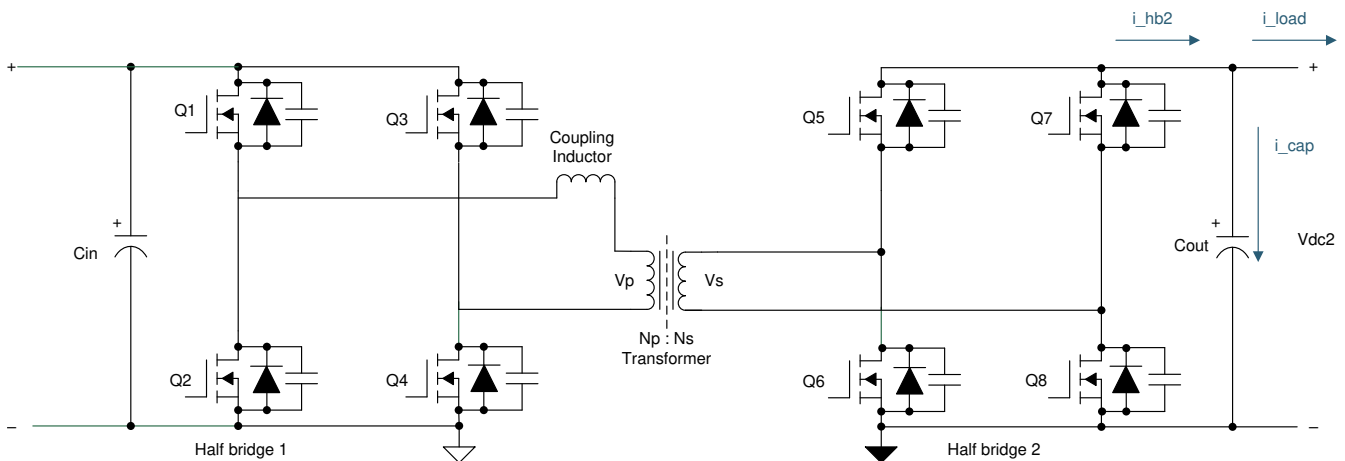 i_hb2
i_load
+
+
Q1
Q3
Q5
Q7
Coupling
Inductor
i_cap
+
+
Cin
Cout
Vdc2
Vp
Vs
Np : Ns
Transformer
Q2
Q4
Q6
Q8
–
–
Half bridge 1
Half bridge 2